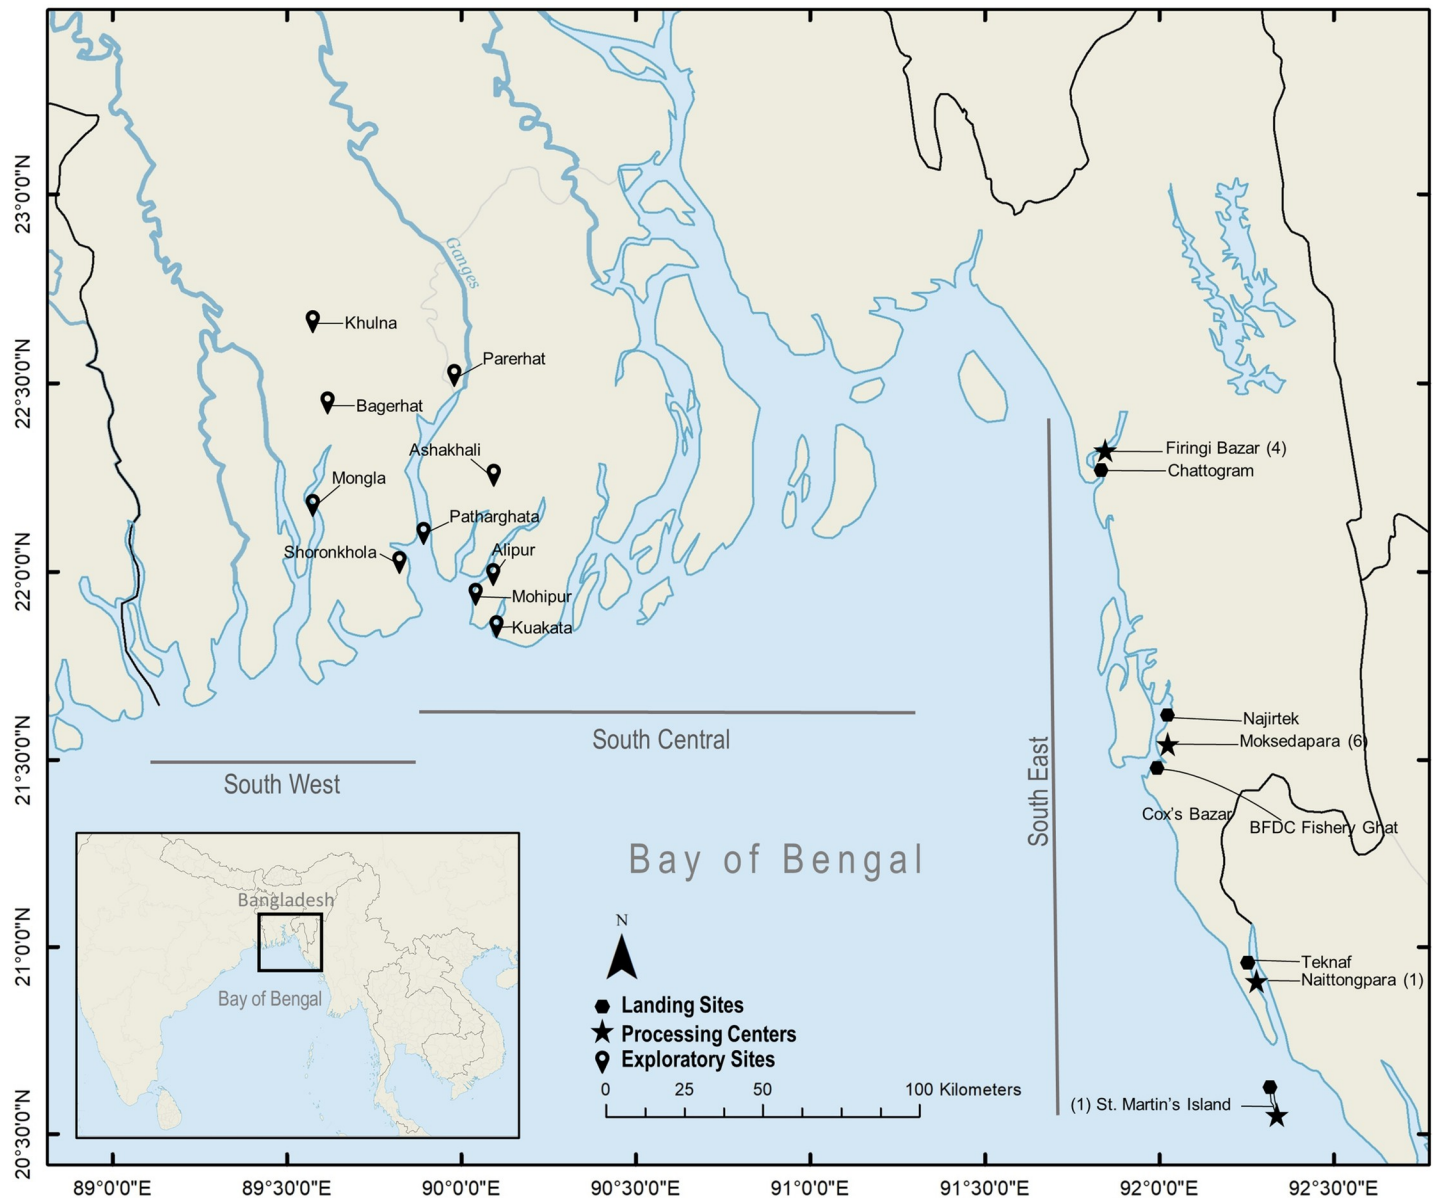 23°0'0"N
22°30'0"N
22°0'0"N
21°30'0"N
21°0'0"N
20°30'0"N
Ganges
Khulna
Parerhat
Bagerhat
Ashakhali
Mongla
Patharghata
Shoronkhola
Alipur
Mohipur
Kuakata
Firingi Bazar (4)
Chattogram
Najirtek
Moksedapara (6)
Cox's Bazar
BFDC Fishery Ghat
Teknaf
Naittongpara (1)
(1) St. Martin's Island
South Central
South West
South East
Bay of Bengal
Bangladesh
Bay of Bengal
N
Landing Sites
Processing Centers
Exploratory Sites
0 25 50 100 Kilometers
89°0'0"E 89°30'0"E 90°0'0"E 90°30'0"E 91°0'0"E 91°30'0"E 92°0'0"E 92°30'0"E